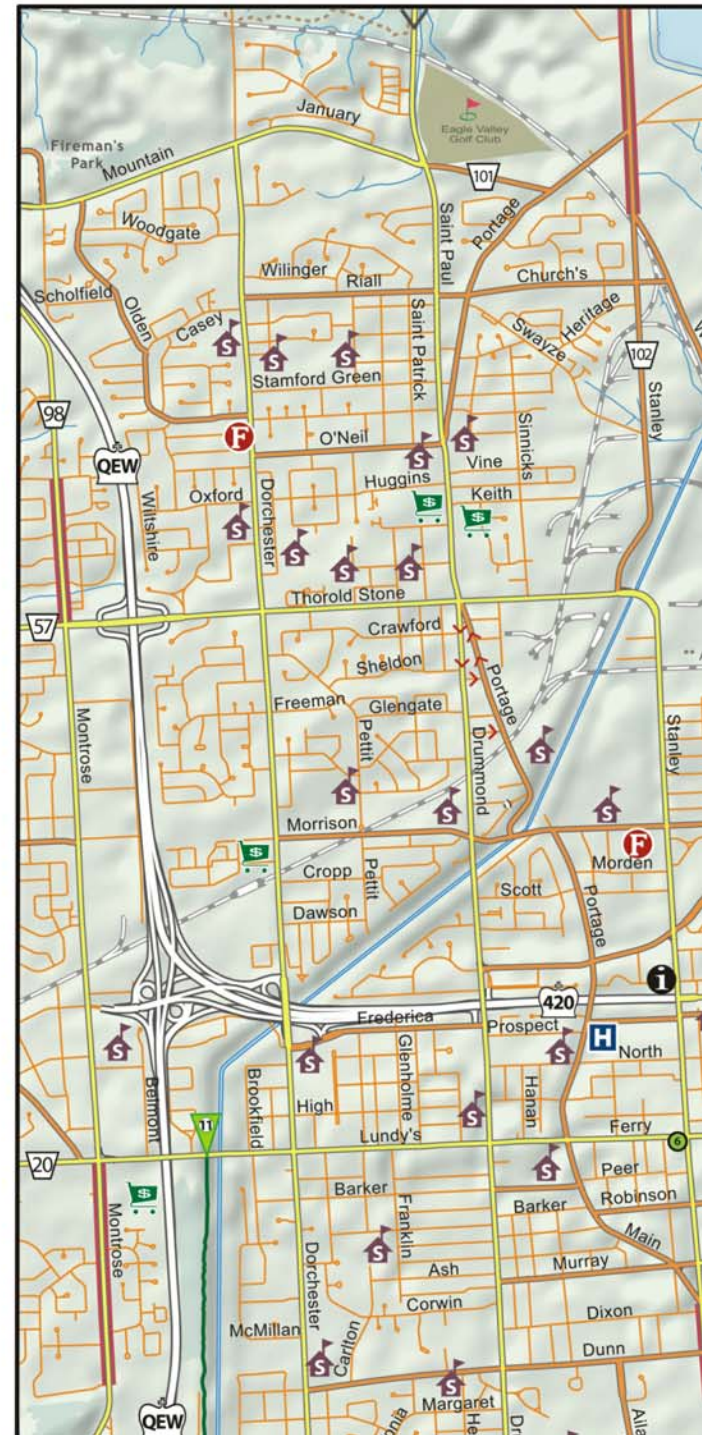 January
Eagle Valley
Golf Club
Fireman's
Park
Mountain
101
Woodgate
Saint Paul
Portage
Wilinger
Riall
Church's
Scholfield
Olden
Casey
Saint Patrick
Swayze
Heritage
S
S
S
Stamford Green
102
Stanley
98
F
O'Neil
S
S
Sinnicks
QEW
Vine
Huggins
Keith
Wiltshire
Oxford
Dorchester
$
$
S
S
S
S
Thorold Stone
57
Crawford
Sheldon
Portage
Freeman
Glengate
Montrose
Pettit
Drummond
Stanley
S
S
S
S
Morrison
F
$
Cropp
Pettit
Morden
Scott
Portage
Dawson
i
420
Frederica
Prospect
H
S
S
S
North
Belmont
Brookfield
High
Glenholme
Hanan
S
11
Lundy's
Ferry
6
20
S
Peer
$
Barker
Barker
Robinson
Montrose
Franklin
Main
S
Ash
Murray
Dorchester
Corwin
Dixon
McMillan
Carlton
Dunn
S
S
Margaret
QEW